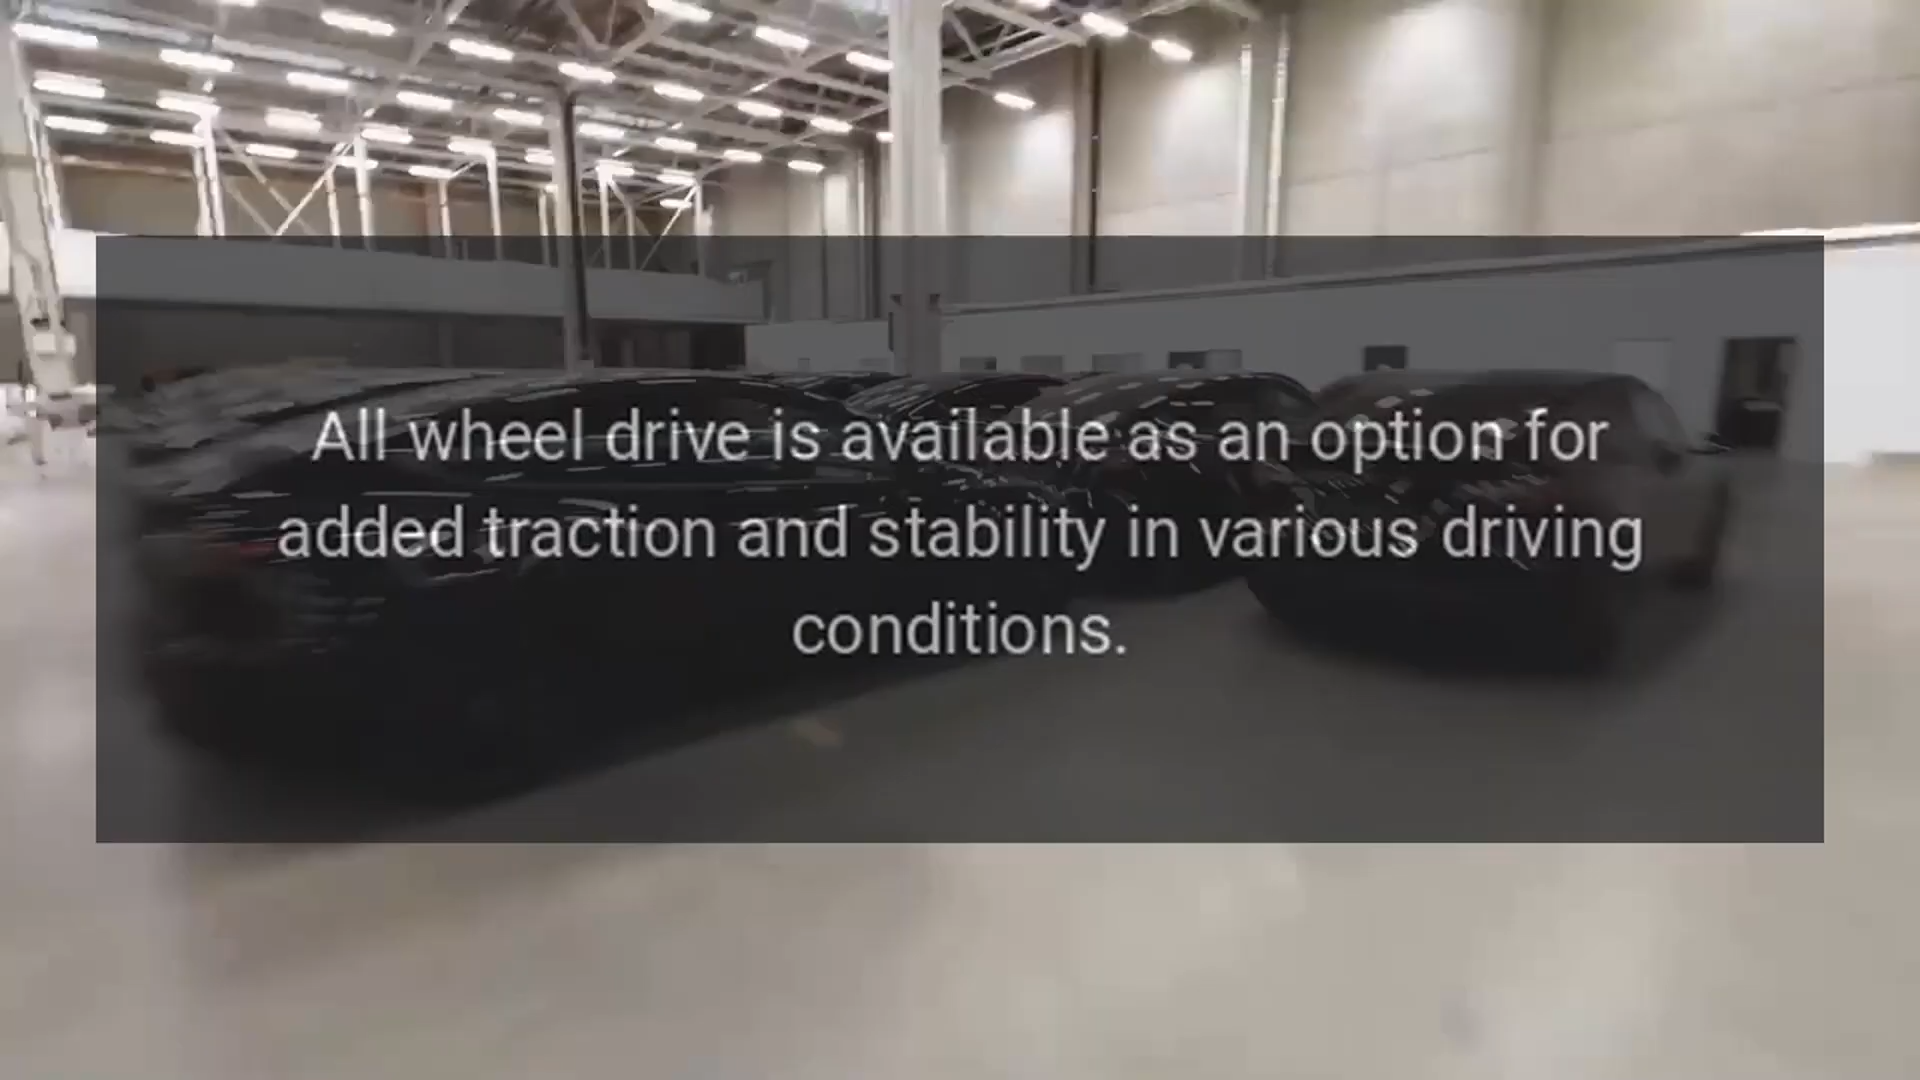 All wheel drive is available as an option for
added traction and stability in various driving
conditions.